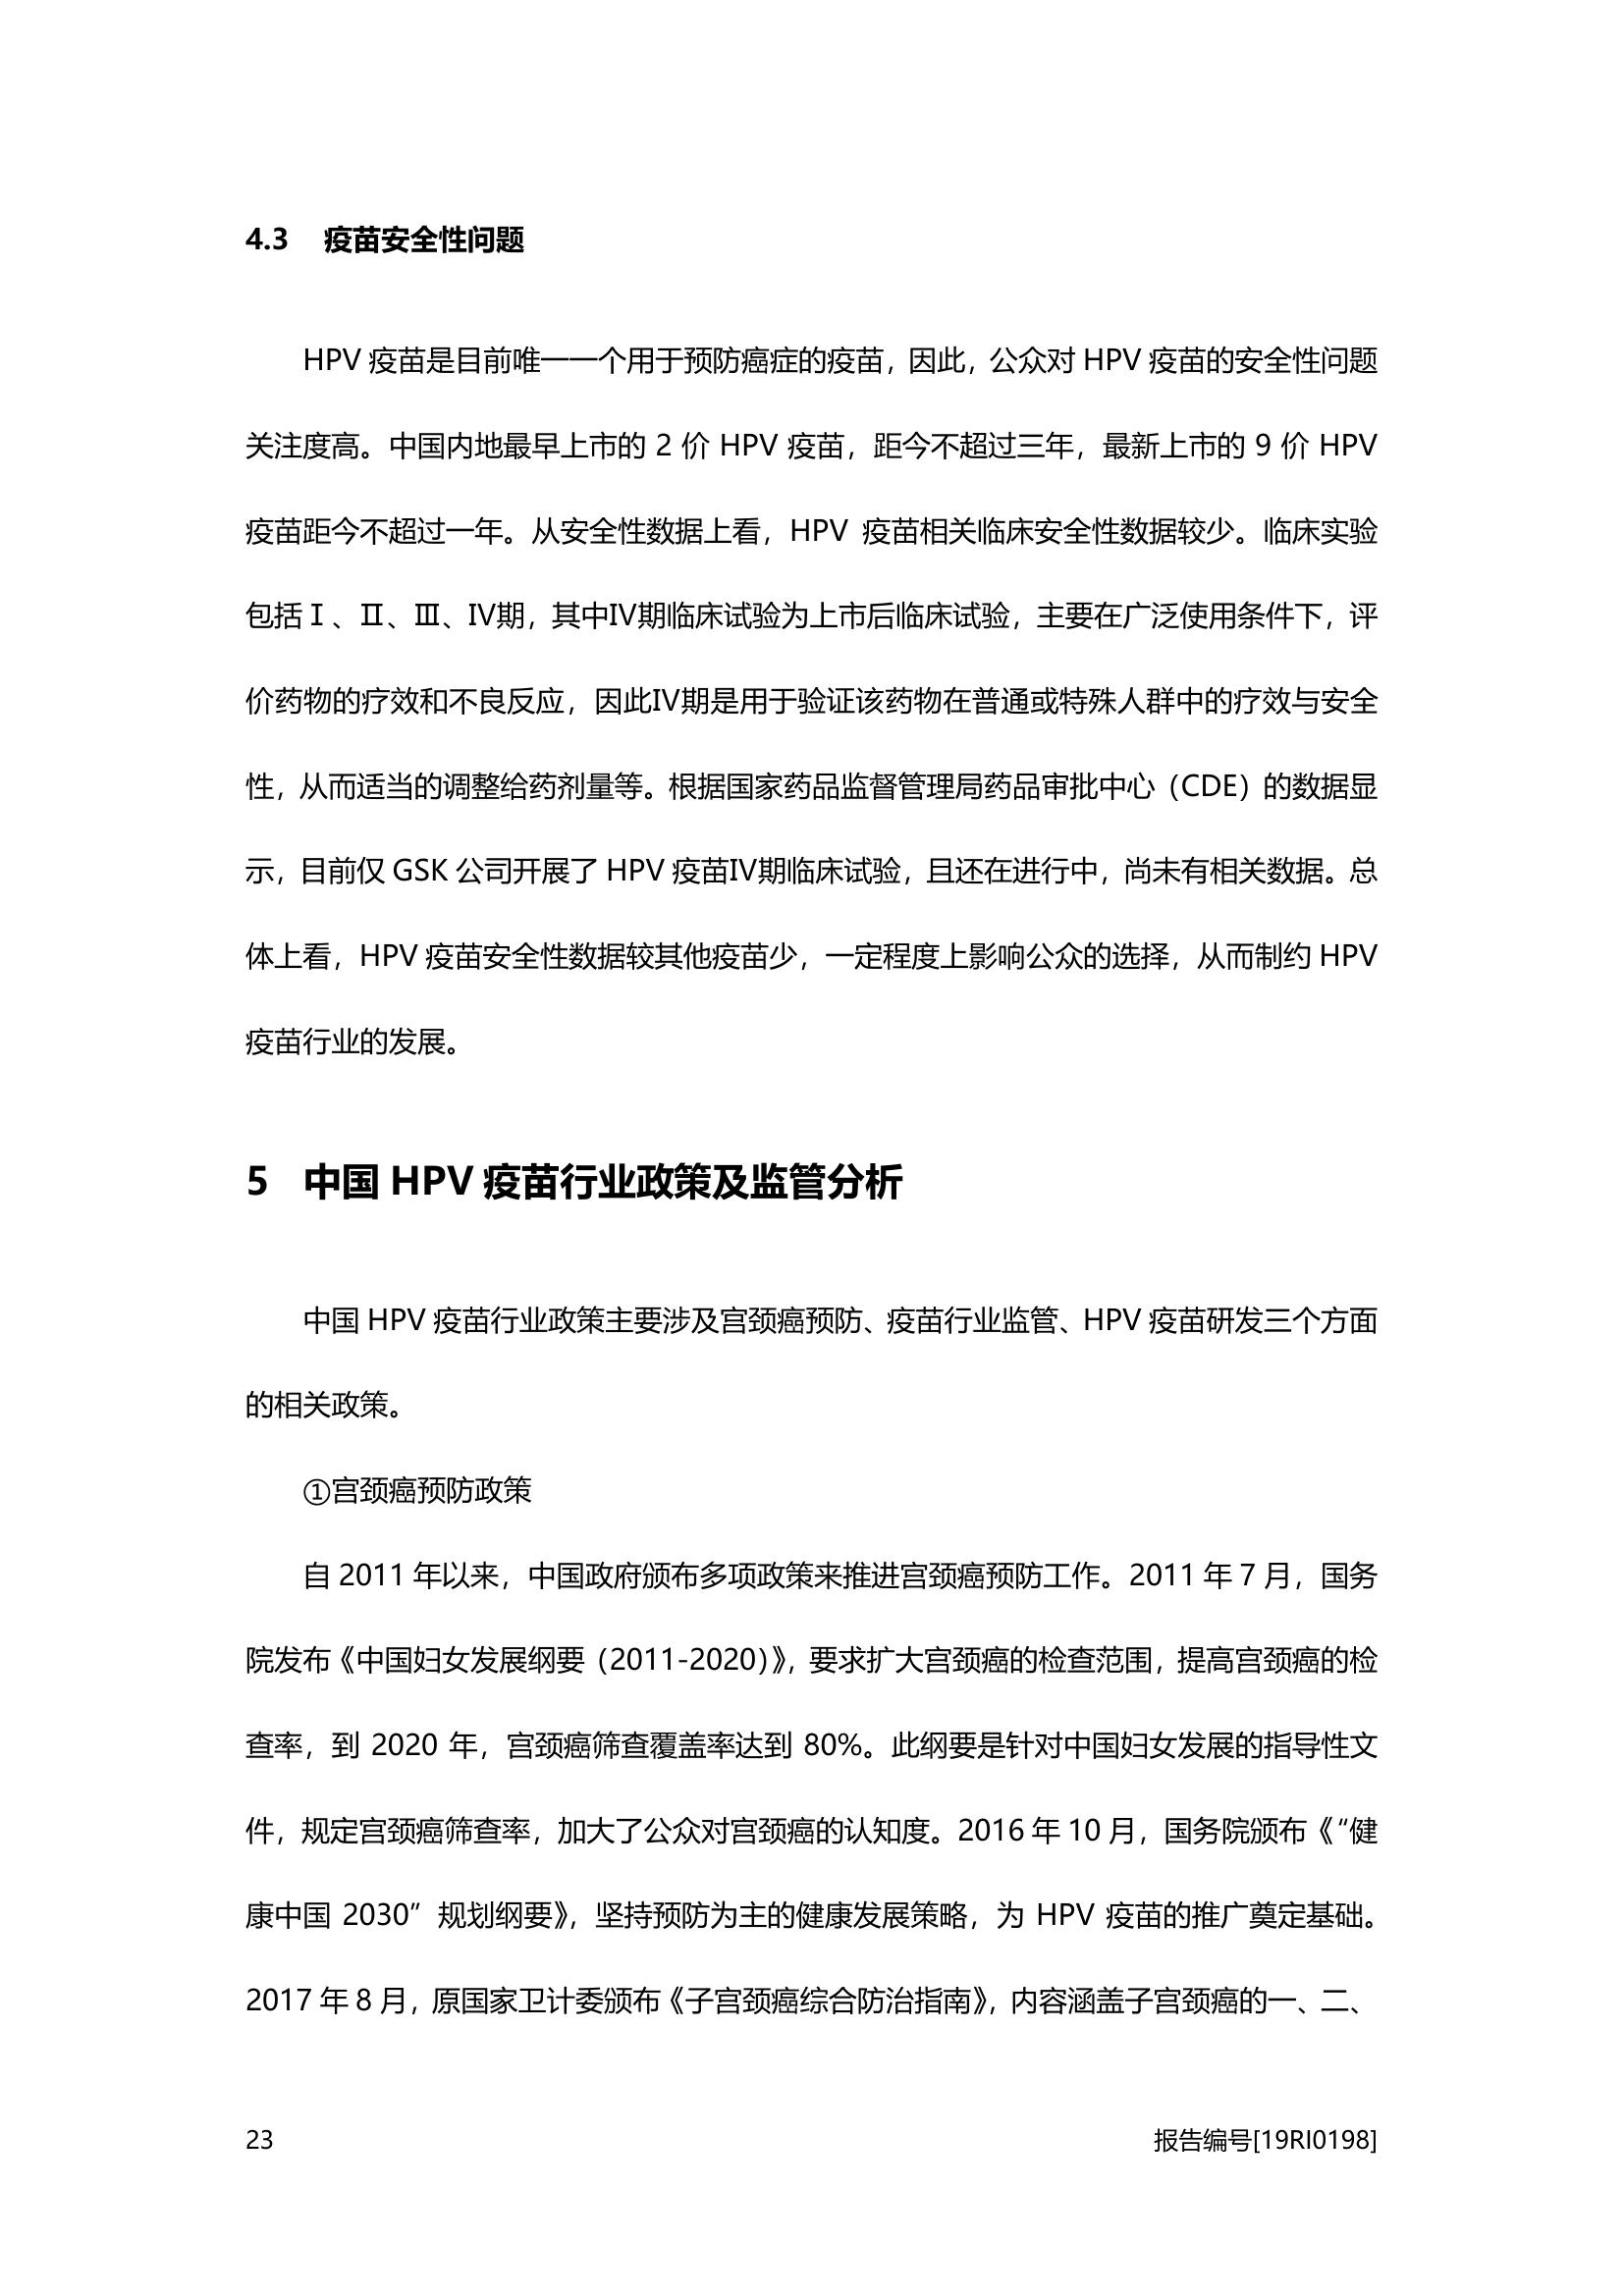 4.3 疫苗安全性问题
HPV 疫苗是目前唯一一个用于预防癌症的疫苗，因此，公众对 HPV 疫苗的安全性问题
关注度高。中国内地最早上市的 2 价 HPV 疫苗，距今不超过三年，最新上市的 9 价 HPV
疫苗距今不超过一年。从安全性数据上看，HPV 疫苗相关临床安全性数据较少。临床实验
包括Ⅰ、Ⅱ、Ⅲ、Ⅳ期，其中Ⅳ期临床试验为上市后临床试验，主要在广泛使用条件下，评
价药物的疗效和不良反应，因此Ⅳ期是用于验证该药物在普通或特殊人群中的疗效与安全
性，从而适当的调整给药剂量等。根据国家药品监督管理局药品审批中心（CDE）的数据显
示，目前仅 GSK 公司开展了 HPV 疫苗Ⅳ期临床试验，且还在进行中，尚未有相关数据。总
体上看，HPV 疫苗安全性数据较其他疫苗少，一定程度上影响公众的选择，从而制约 HPV
疫苗行业的发展。
5 中国 HPV 疫苗行业政策及监管分析
中国 HPV 疫苗行业政策主要涉及宫颈癌预防、疫苗行业监管、HPV 疫苗研发三个方面
的相关政策。
①宫颈癌预防政策
自 2011 年以来，中国政府颁布多项政策来推进宫颈癌预防工作。2011 年 7 月，国务
院发布《中国妇女发展纲要（2011-2020）》，要求扩大宫颈癌的检查范围，提高宫颈癌的检
查率，到 2020 年，宫颈癌筛查覆盖率达到 80%。此纲要是针对中国妇女发展的指导性文
件，规定宫颈癌筛查率，加大了公众对宫颈癌的认知度。2016 年 10 月，国务院颁布《“健
康中国 2030”规划纲要》，坚持预防为主的健康发展策略，为 HPV 疫苗的推广奠定基础。
2017 年 8 月，原国家卫计委颁布《子宫颈癌综合防治指南》，内容涵盖子宫颈癌的一、二、
23 报告编号[19RI0198]